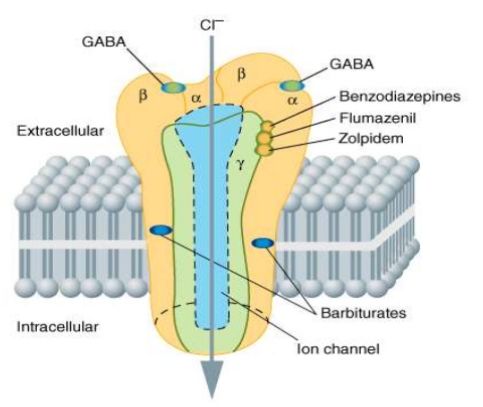 Cl⁻
GABA
β
GABA
β
α
α
Benzodiazepines
Flumazenil
Extracellular
Zolpidem
γ
Barbiturates
Intracellular
Ion channel